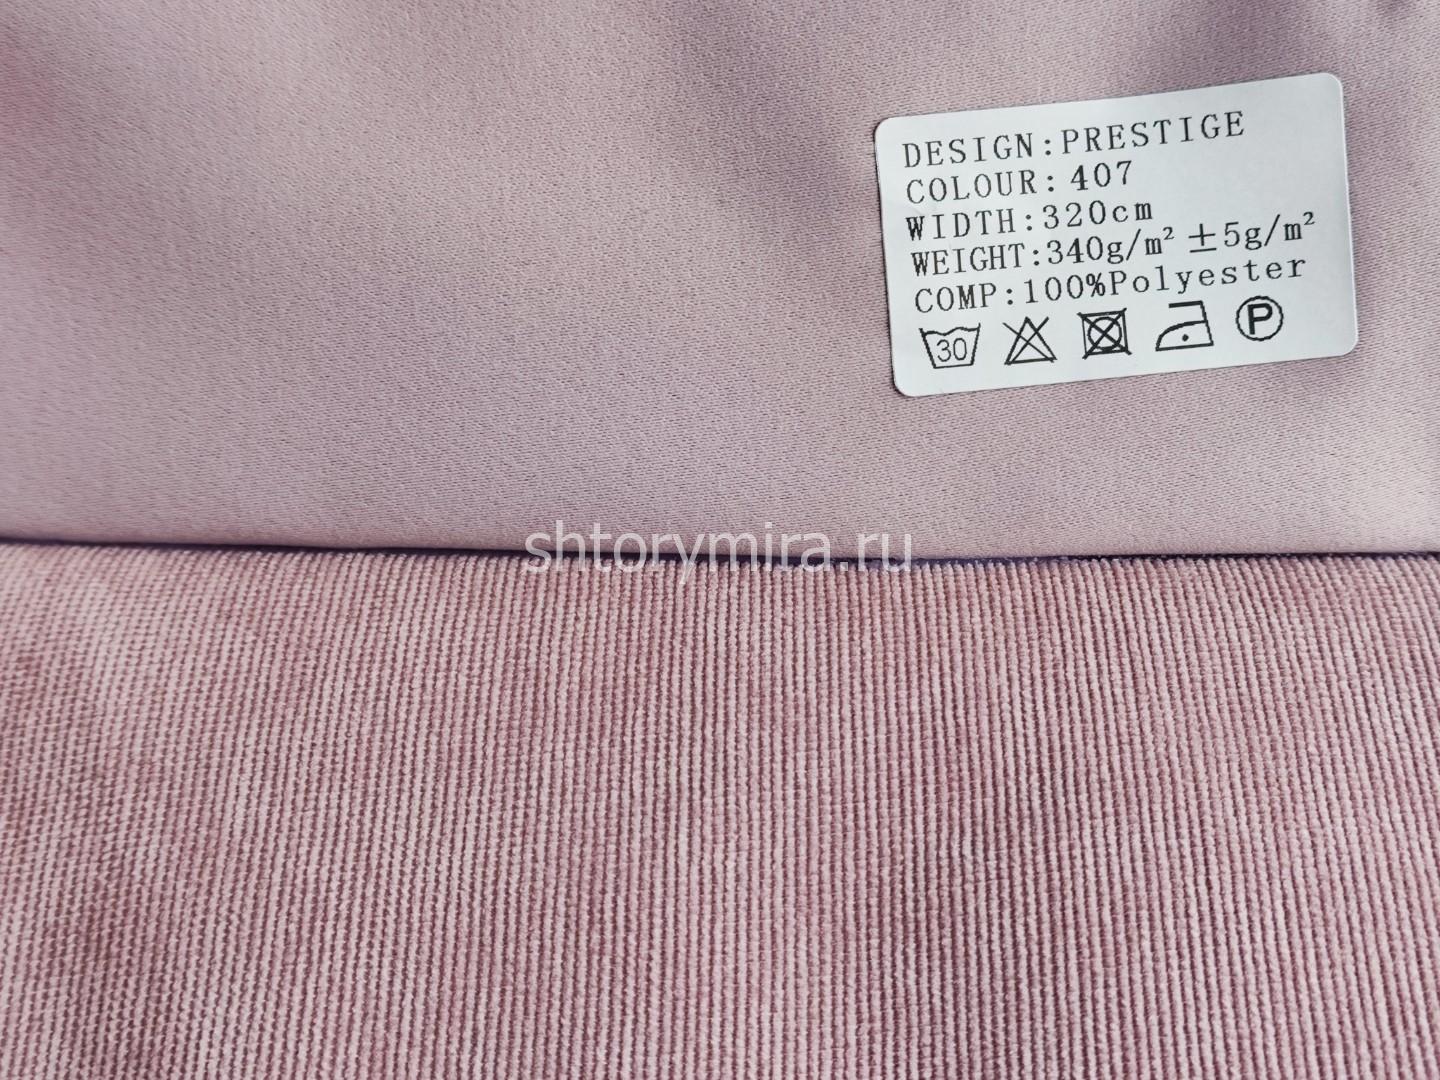 DESIGN:PRESTIGE
COLOUR: 407
WIDTH:320cm
WEIGHT:340g/m² ±5g/m²
COMP:100%Polyester
30 P
shtorymira.ru